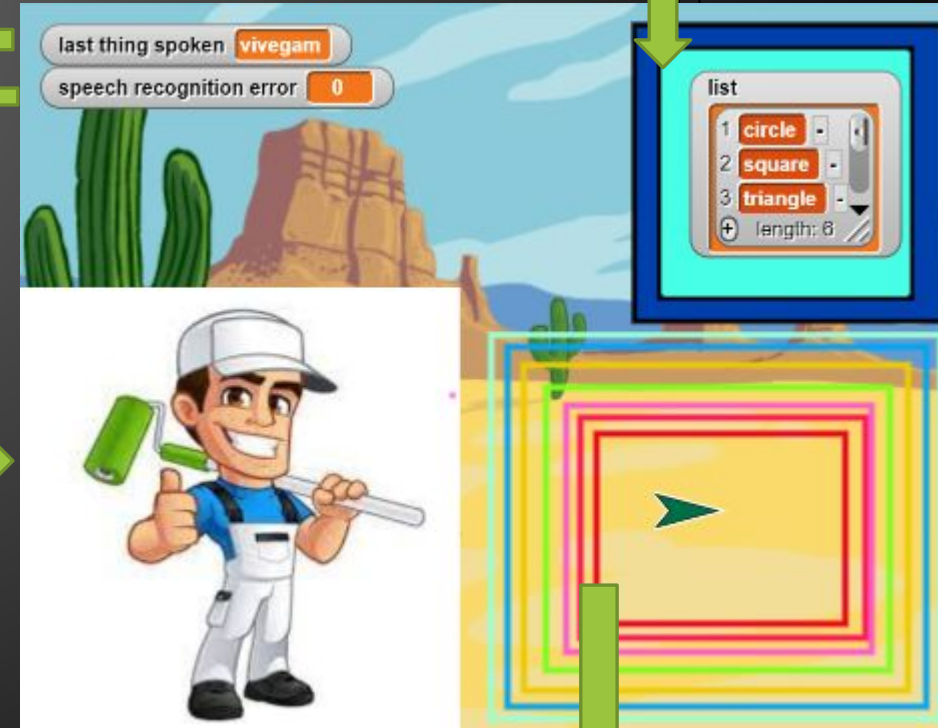 last thing spoken vivegam
speech recognition error 0
list
1 circle -
2 square -
3 triangle -
+ length: 6